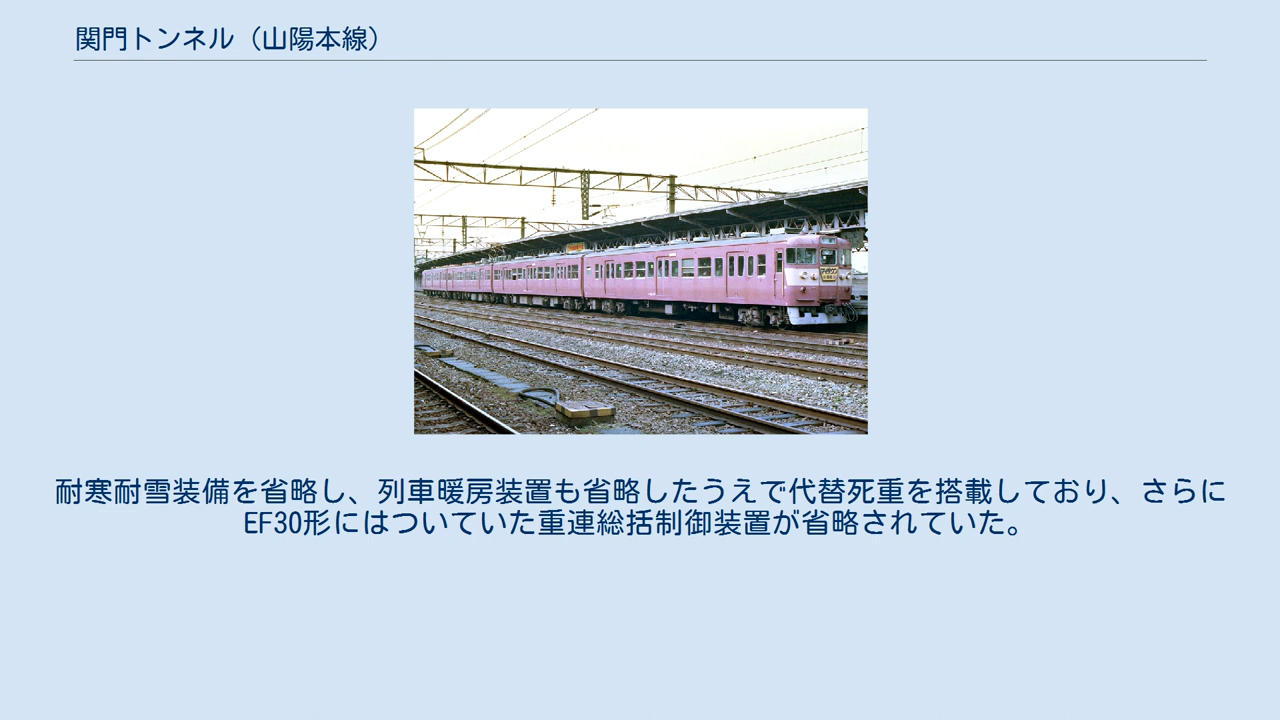 関門トンネル（山陽本線）
耐寒耐雪装備を省略し、列車暖房装置も省略したうえで代替死重を搭載しており、さらに
EF30形にはついていた重連総括制御装置が省略されていた。